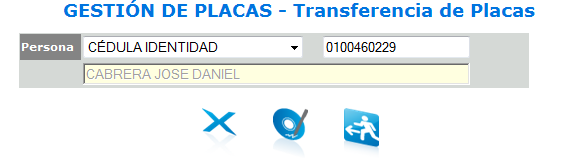 GESTIÓN DE PLACAS - Transferencia de Placas
Persona CÉDULA IDENTIDAD 0100460229
CABRERA JOSE DANIEL